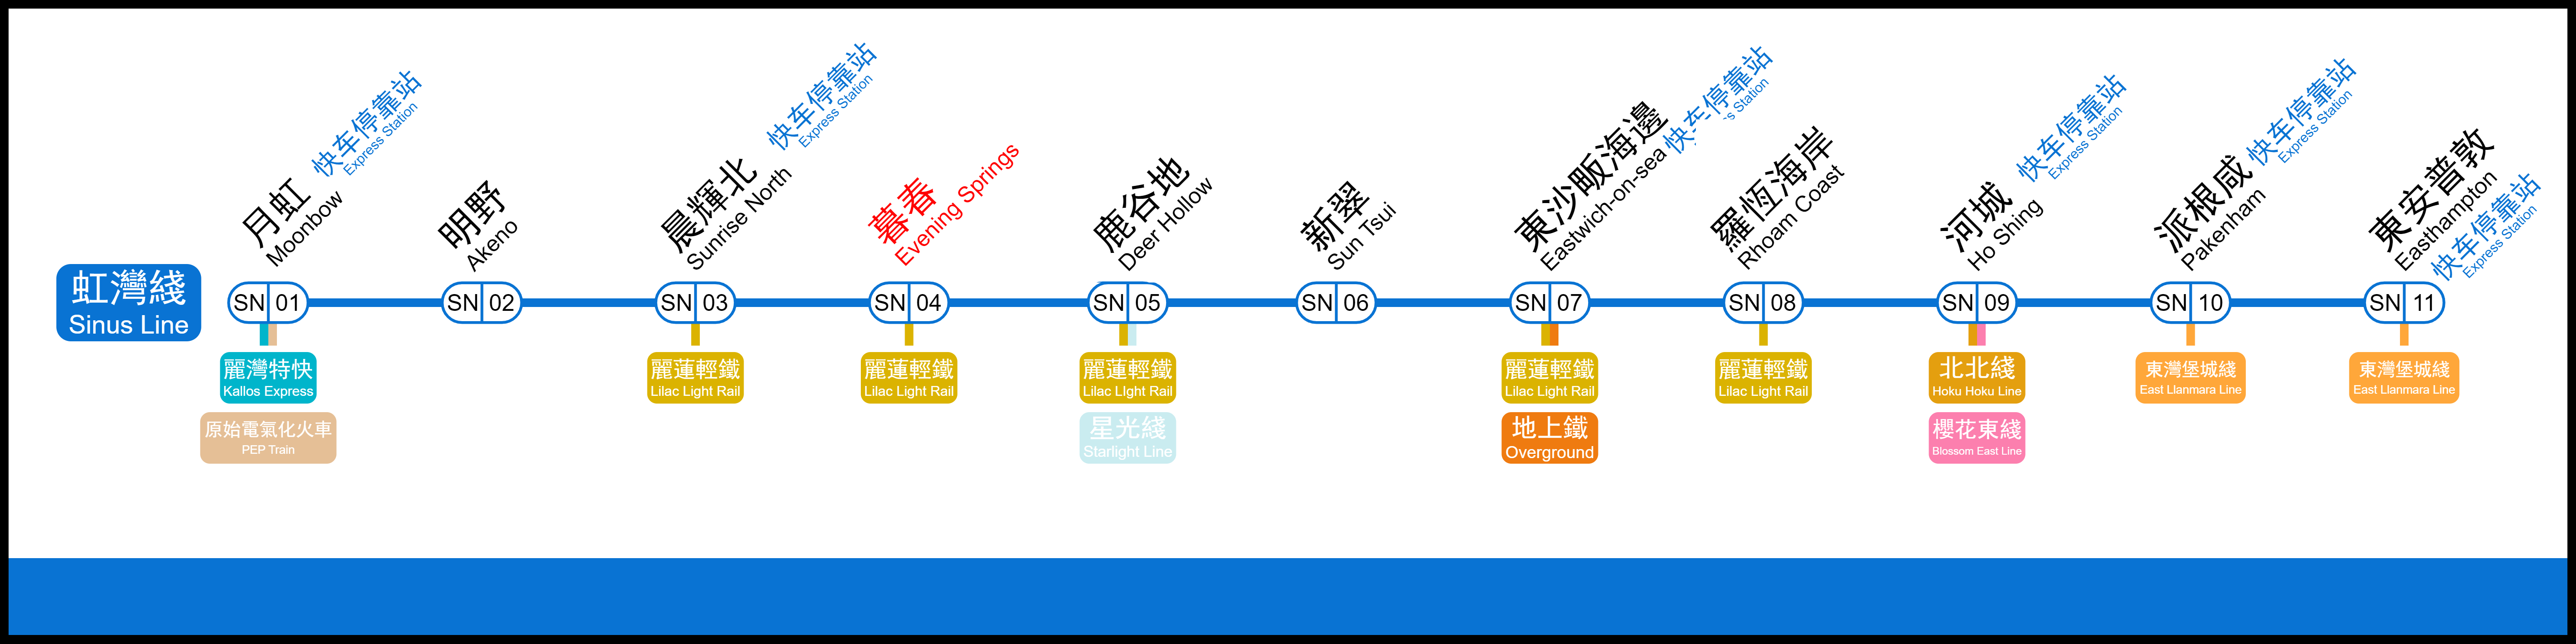 虹灣綫
Sinus Line
月虹
Moonbow
快车停靠站
Express Station
SN 01
麗灣特快
Kallos Express
原始電氣化火車
PEP Train
明野
Akeno
SN 02
晨輝北
Sunrise North
快车停靠站
Express Station
SN 03
麗蓮輕鐵
Lilac Light Rail
暮春
Evening Springs
SN 04
麗蓮輕鐵
Lilac Light Rail
鹿谷地
Deer Hollow
SN 05
麗蓮輕鐵
Lilac LIght Rail
星光綫
Starlight Line
新翠
Sun Tsui
SN 06
東沙畈海邊
Eastwich-on-sea
快车停靠站
Station
SN 07
麗蓮輕鐵
Lilac Light Rail
地上鐵
Overground
羅恆海岸
Rhoam Coast
SN 08
麗蓮輕鐵
Lilac Light Rail
河城
Ho Shing
快车停靠站
Express Station
SN 09
北北綫
Hoku Hoku Line
櫻花東綫
Blossom East Line
派根咸
Pakenham
快车停靠站
Express Station
SN 10
東灣堡城綫
East Llanmara Line
東安普敦
Easthampton
快车停靠站
Express Station
SN 11
東灣堡城綫
East Llanmara Line